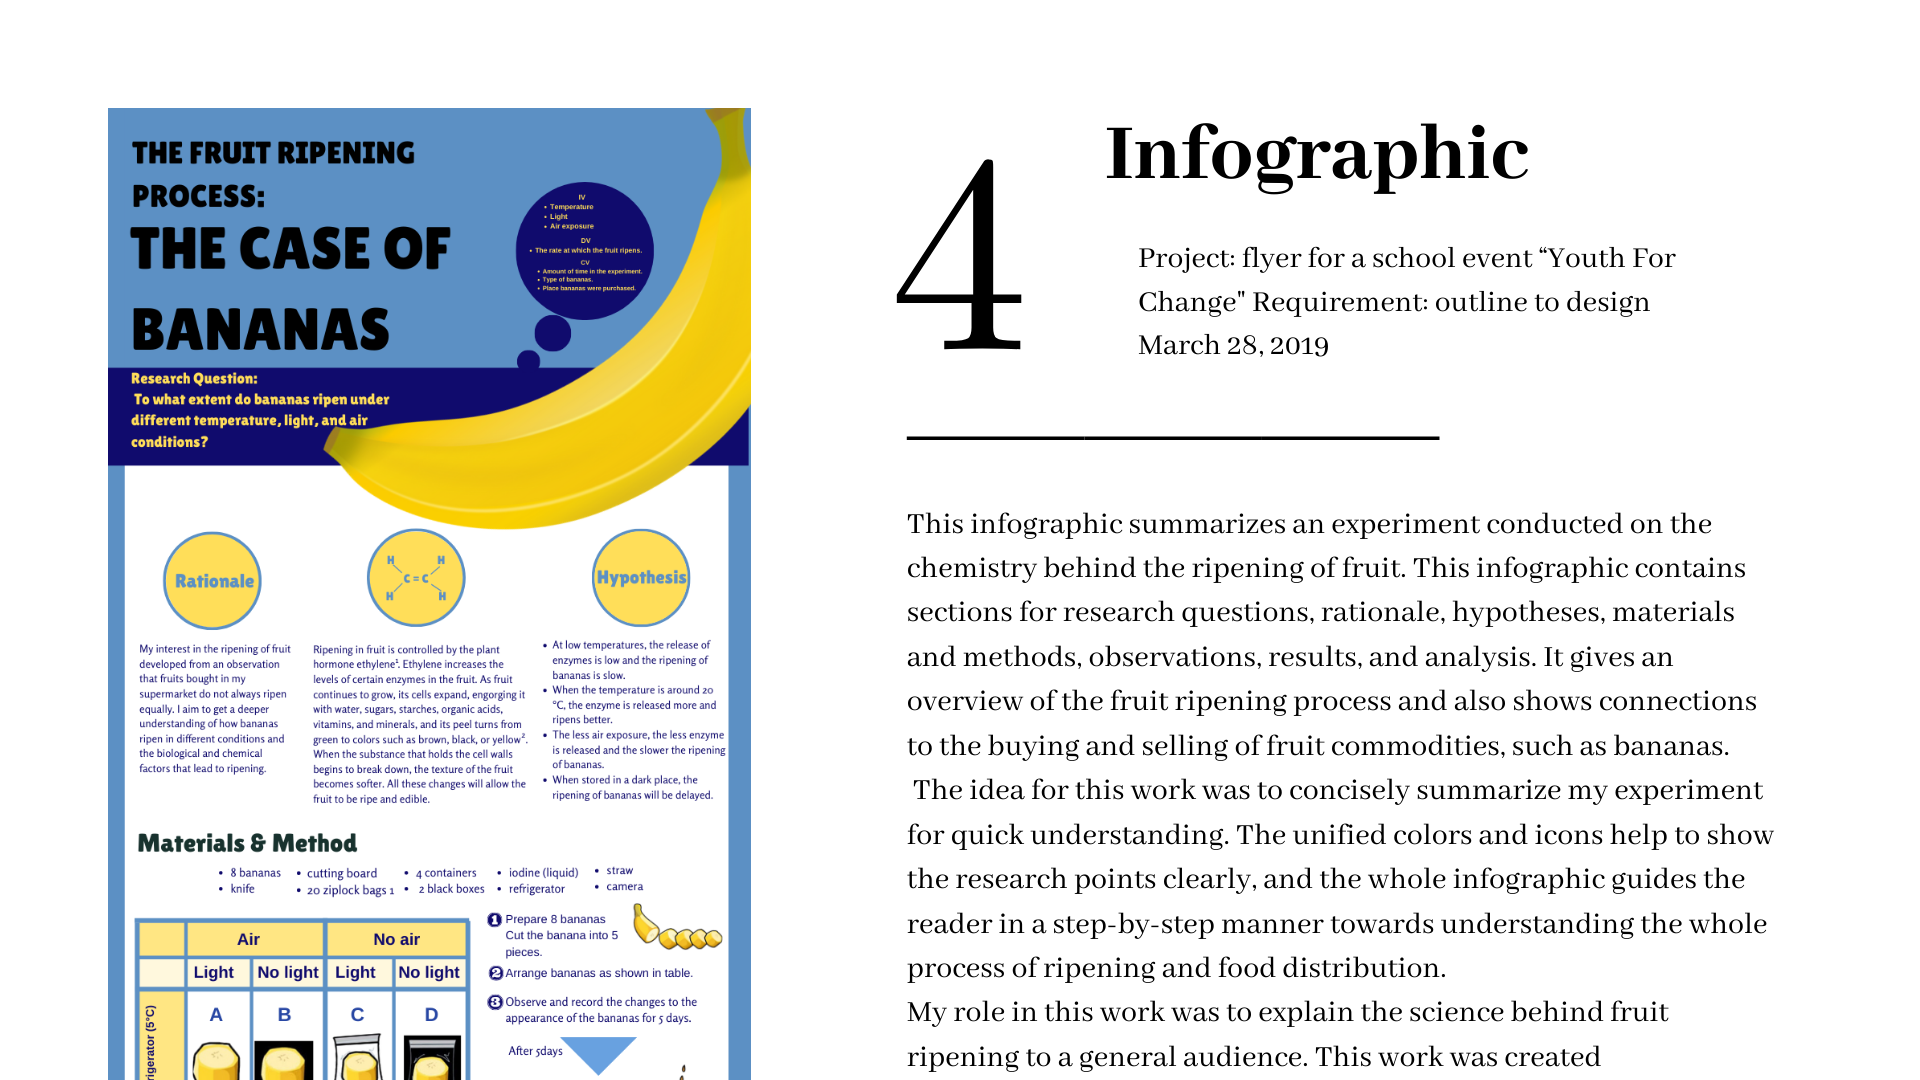 THE FRUIT RIPENING
PROCESS:
THE CASE OF
BANANAS
IV
• Temperature
• Light
• Air exposure
DV
• The rate at which the fruit ripens.
CV
• Amount of time in the experiment.
• Type of bananas.
• Place bananas were purchased.
Research Question:
To what extent do bananas ripen under
different temperature, light, and air
conditions?
Rationale
My interest in the ripening of fruit
developed from an observation
that fruits bought in my
supermarket do not always ripen
equally. I aim to get a deeper
understanding of how bananas
ripen in different conditions and
the biological and chemical
factors that lead to ripening.
H H
C = C
H H
Ripening in fruit is controlled by the plant
hormone ethylene¹. Ethylene increases the
levels of certain enzymes in the fruit. As fruit
continues to grow, its cells expand, engorging it
with water, sugars, starches, organic acids,
vitamins, and minerals, and its peel turns from
green to colors such as brown, black, or yellow².
When the substance that holds the cell walls
begins to break down, the texture of the fruit
becomes softer. All these changes will allow the
fruit to be ripe and edible.
Hypothesis
• At low temperatures, the release of
enzymes is low and the ripening of
bananas is slow.
• When the temperature is around 20
°C, the enzyme is released more and
ripens better.
• The less air exposure, the less enzyme
is released and the slower the ripening
of bananas.
• When stored in a dark place, the
ripening of bananas will be delayed.
Materials & Method
• 8 bananas
• knife
• cutting board
• 20 ziplock bags 1
• 4 containers
• 2 black boxes
• iodine (liquid)
• refrigerator
• straw
• camera
Air No air
Light No light Light No light
A B C D
rigerator (5°C)
1 Prepare 8 bananas
Cut the banana into 5
pieces.
2 Arrange bananas as shown in table.
3 Observe and record the changes to the
appearance of the bananas for 5 days.
After 5days
4
Infographic
Project: flyer for a school event “Youth For
Change" Requirement: outline to design
March 28, 2019
This infographic summarizes an experiment conducted on the
chemistry behind the ripening of fruit. This infographic contains
sections for research questions, rationale, hypotheses, materials
and methods, observations, results, and analysis. It gives an
overview of the fruit ripening process and also shows connections
to the buying and selling of fruit commodities, such as bananas.
The idea for this work was to concisely summarize my experiment
for quick understanding. The unified colors and icons help to show
the research points clearly, and the whole infographic guides the
reader in a step-by-step manner towards understanding the whole
process of ripening and food distribution.
My role in this work was to explain the science behind fruit
ripening to a general audience. This work was created